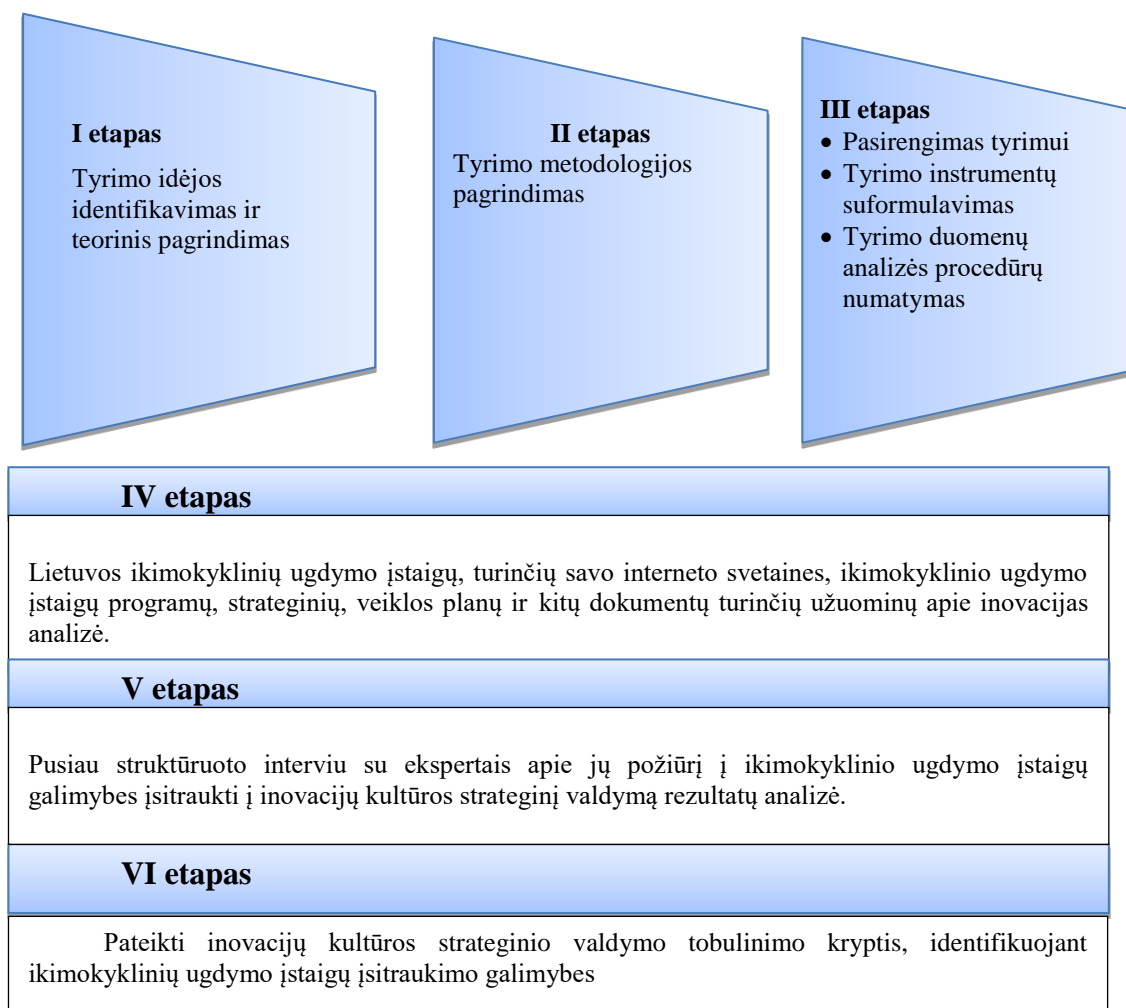 I etapas
Tyrimo idėjos
identifikavimas ir
teorinis pagrindimas
II etapas
Tyrimo metodologijos
pagrindimas
III etapas
• Pasirengimas tyrimui
• Tyrimo instrumentų
suformulavimas
• Tyrimo duomenų
analizės procedūrų
numatymas
IV etapas
Lietuvos ikimokyklinių ugdymo įstaigų, turinčių savo interneto svetaines, ikimokyklinio ugdymo
įstaigų programų, strateginių, veiklos planų ir kitų dokumentų turinčių užuominų apie inovacijas
analizė.
V etapas
Pusiau struktūruoto interviu su ekspertais apie jų požiūrį į ikimokyklinio ugdymo įstaigų
galimybes įsitraukti į inovacijų kultūros strateginį valdymą rezultatų analizė.
VI etapas
Pateikti inovacijų kultūros strateginio valdymo tobulinimo kryptis, identifikuojant
ikimokyklinių ugdymo įstaigų įsitraukimo galimybes